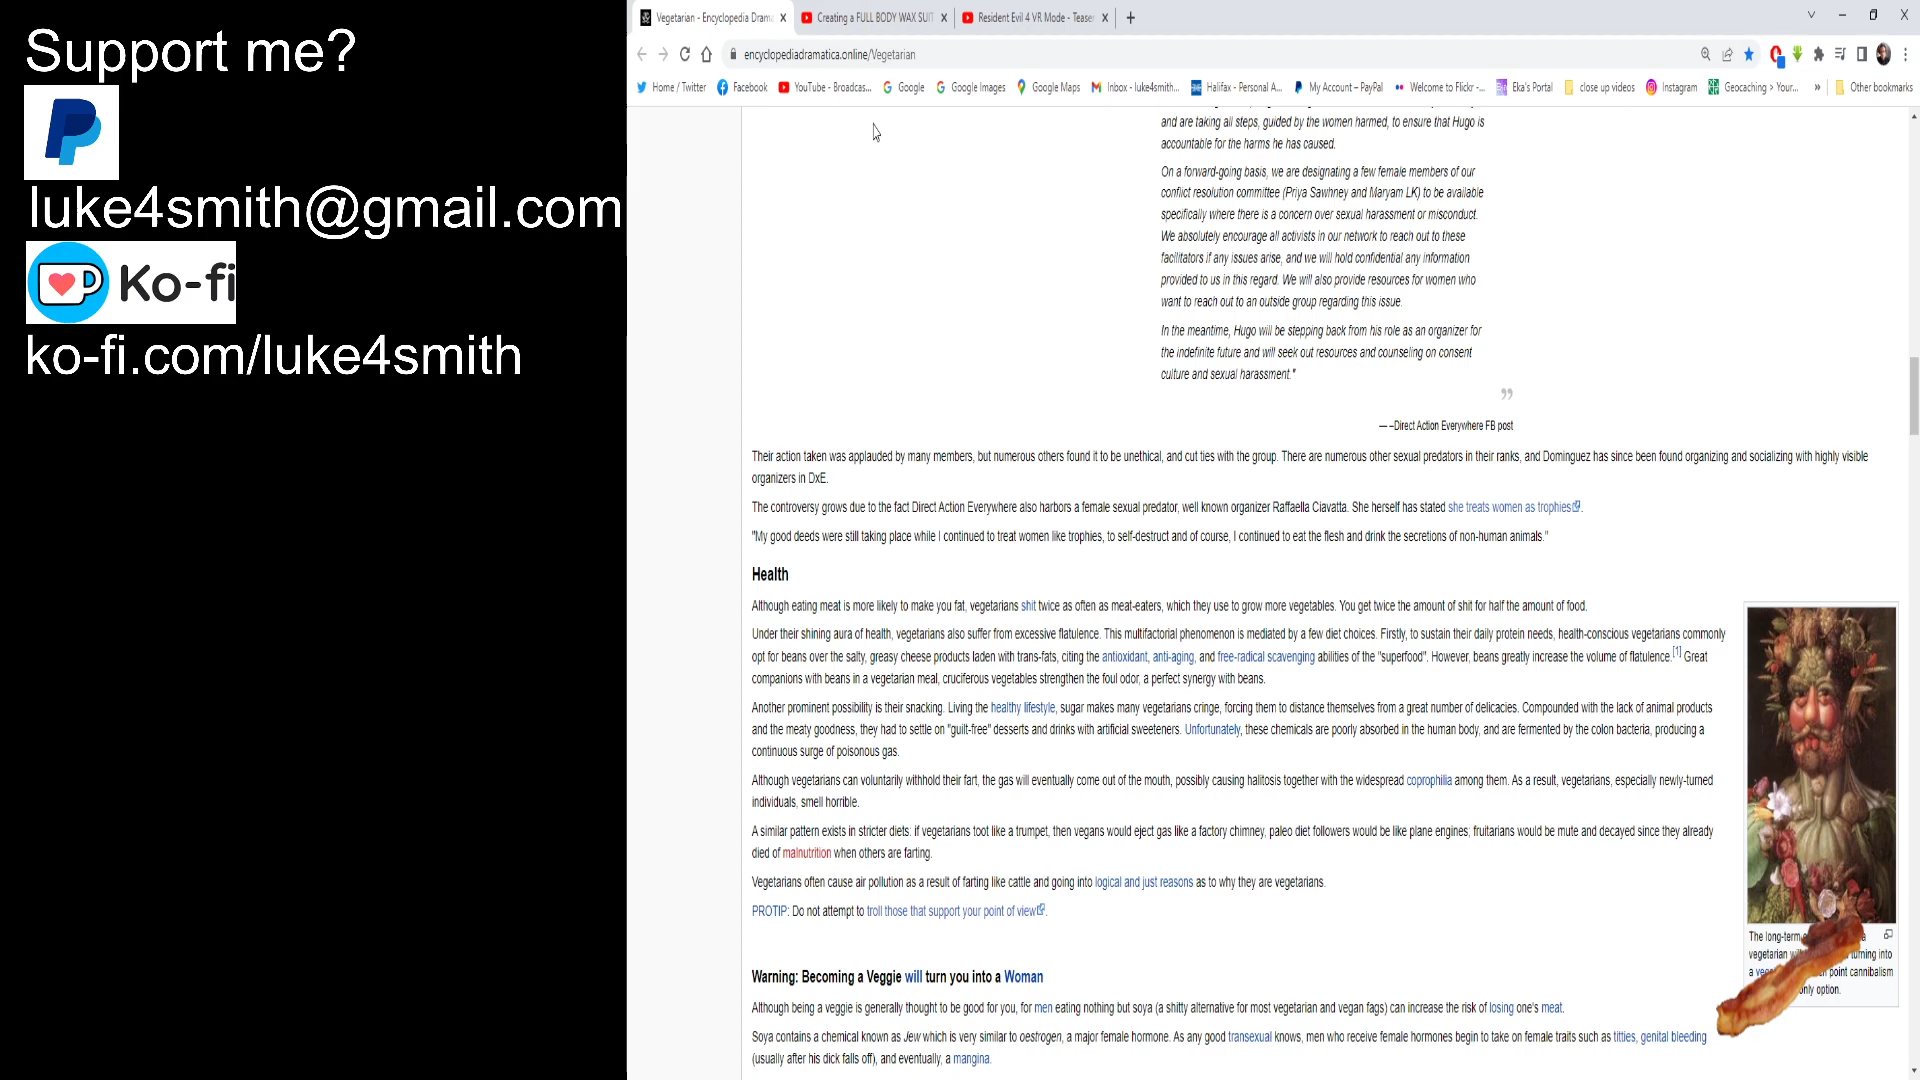 Support me?
luke4smith@gmail.com
Ko-fi
ko-fi.com/luke4smith
Vegetarian - Encyclopedia Drama
Creating a FULL BODY WAX SUIT
Resident Evil 4 VR Mode - Teaser
encyclopediadramatica.online/Vegetarian
Home / Twitter
Facebook
YouTube - Broadcas...
Google
Google Images
Google Maps
Inbox - luke4smith...
Halifax - Personal A...
My Account – PayPal
Welcome to Flickr -...
Eka's Portal
close up videos
Instagram
Geocaching > Your...
»
Other bookmarks
and are taking all steps, guided by the women harmed, to ensure that Hugo is
accountable for the harms he has caused.
On a forward-going basis, we are designating a few female members of our
conflict resolution committee (Priya Sawhney and Maryam LK) to be available
specifically where there is a concern over sexual harassment or misconduct.
We absolutely encourage all activists in our network to reach out to these
facilitators if any issues arise, and we will hold confidential any information
provided to us in this regard. We will also provide resources for women who
want to reach out to an outside group regarding this issue.
In the meantime, Hugo will be stepping back from his role as an organizer for
the indefinite future and will seek out resources and counseling on consent
culture and sexual harassment."
”
— –Direct Action Everywhere FB post
Their action taken was applauded by many members, but numerous others found it to be unethical, and cut ties with the group. There are numerous other sexual predators in their ranks, and Dominguez has since been found organizing and socializing with highly visible
organizers in DxE.
The controversy grows due to the fact Direct Action Everywhere also harbors a female sexual predator, well known organizer Raffaella Ciavatta. She herself has stated she treats women as trophies.
"My good deeds were still taking place while I continued to treat women like trophies, to self-destruct and of course, I continued to eat the flesh and drink the secretions of non-human animals."
Health
Although eating meat is more likely to make you fat, vegetarians shit twice as often as meat-eaters, which they use to grow more vegetables. You get twice the amount of shit for half the amount of food.
Under their shining aura of health, vegetarians also suffer from excessive flatulence. This multifactorial phenomenon is mediated by a few diet choices. Firstly, to sustain their daily protein needs, health-conscious vegetarians commonly
opt for beans over the salty, greasy cheese products laden with trans-fats, citing the antioxidant, anti-aging, and free-radical scavenging abilities of the "superfood". However, beans greatly increase the volume of flatulence.[1] Great
companions with beans in a vegetarian meal, cruciferous vegetables strengthen the foul odor, a perfect synergy with beans.
Another prominent possibility is their snacking. Living the healthy lifestyle, sugar makes many vegetarians cringe, forcing them to distance themselves from a great number of delicacies. Compounded with the lack of animal products
and the meaty goodness, they had to settle on "guilt-free" desserts and drinks with artificial sweeteners. Unfortunately, these chemicals are poorly absorbed in the human body, and are fermented by the colon bacteria, producing a
continuous surge of poisonous gas.
Although vegetarians can voluntarily withhold their fart, the gas will eventually come out of the mouth, possibly causing halitosis together with the widespread coprophilia among them. As a result, vegetarians, especially newly-turned
individuals, smell horrible.
A similar pattern exists in stricter diets: if vegetarians toot like a trumpet, then vegans would eject gas like a factory chimney, paleo diet followers would be like plane engines; fruitarians would be mute and decayed since they already
died of malnutrition when others are farting.
Vegetarians often cause air pollution as a result of farting like cattle and going into logical and just reasons as to why they are vegetarians.
PROTIP: Do not attempt to troll those that support your point of view.
The long-term
vegetarian turning into
a point cannibalism
only option.
Warning: Becoming a Veggie will turn you into a Woman
Although being a veggie is generally thought to be good for you, for men eating nothing but soya (a shitty alternative for most vegetarian and vegan fags) can increase the risk of losing one's meat.
Soya contains a chemical known as Jew which is very similar to oestrogen, a major female hormone. As any good transexual knows, men who receive female hormones begin to take on female traits such as titties, genital bleeding
(usually after his dick falls off), and eventually, a mangina.